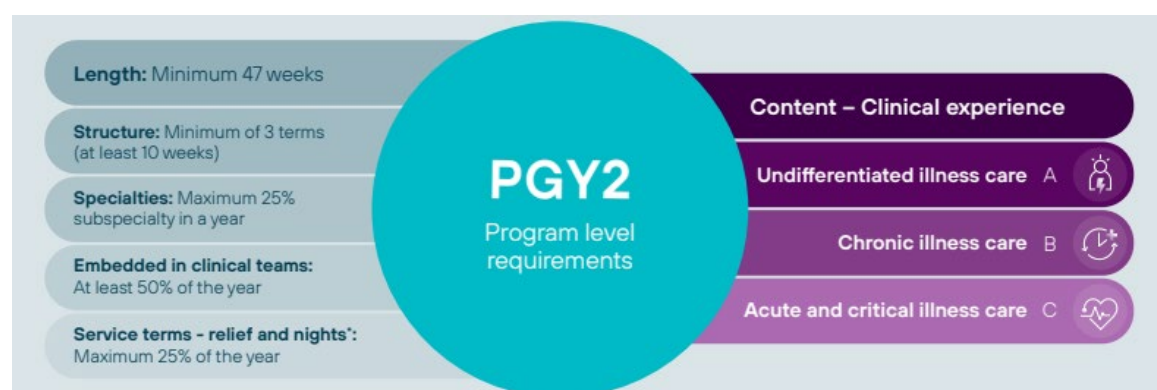 Length: Minimum 47 weeks
Structure: Minimum of 3 terms
(at least 10 weeks)
Specialties: Maximum 25%
subspecialty in a year
Embedded in clinical teams:
At least 50% of the year
Service terms - relief and nights*:
Maximum 25% of the year
PGY2
Program level
requirements
Content – Clinical experience
Undifferentiated illness care A
Chronic illness care B
Acute and critical illness care C